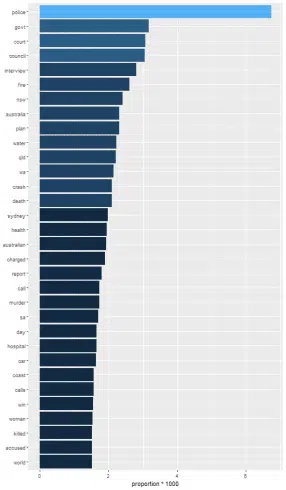 police
govt
court
council
interview
fire
nsw
australia
plan
water
qld
wa
crash
death
sydney
health
australian
charged
report
call
murder
sa
day
hospital
car
coast
calls
win
woman
killed
accused
world
0
2
4
6
proportion * 1000